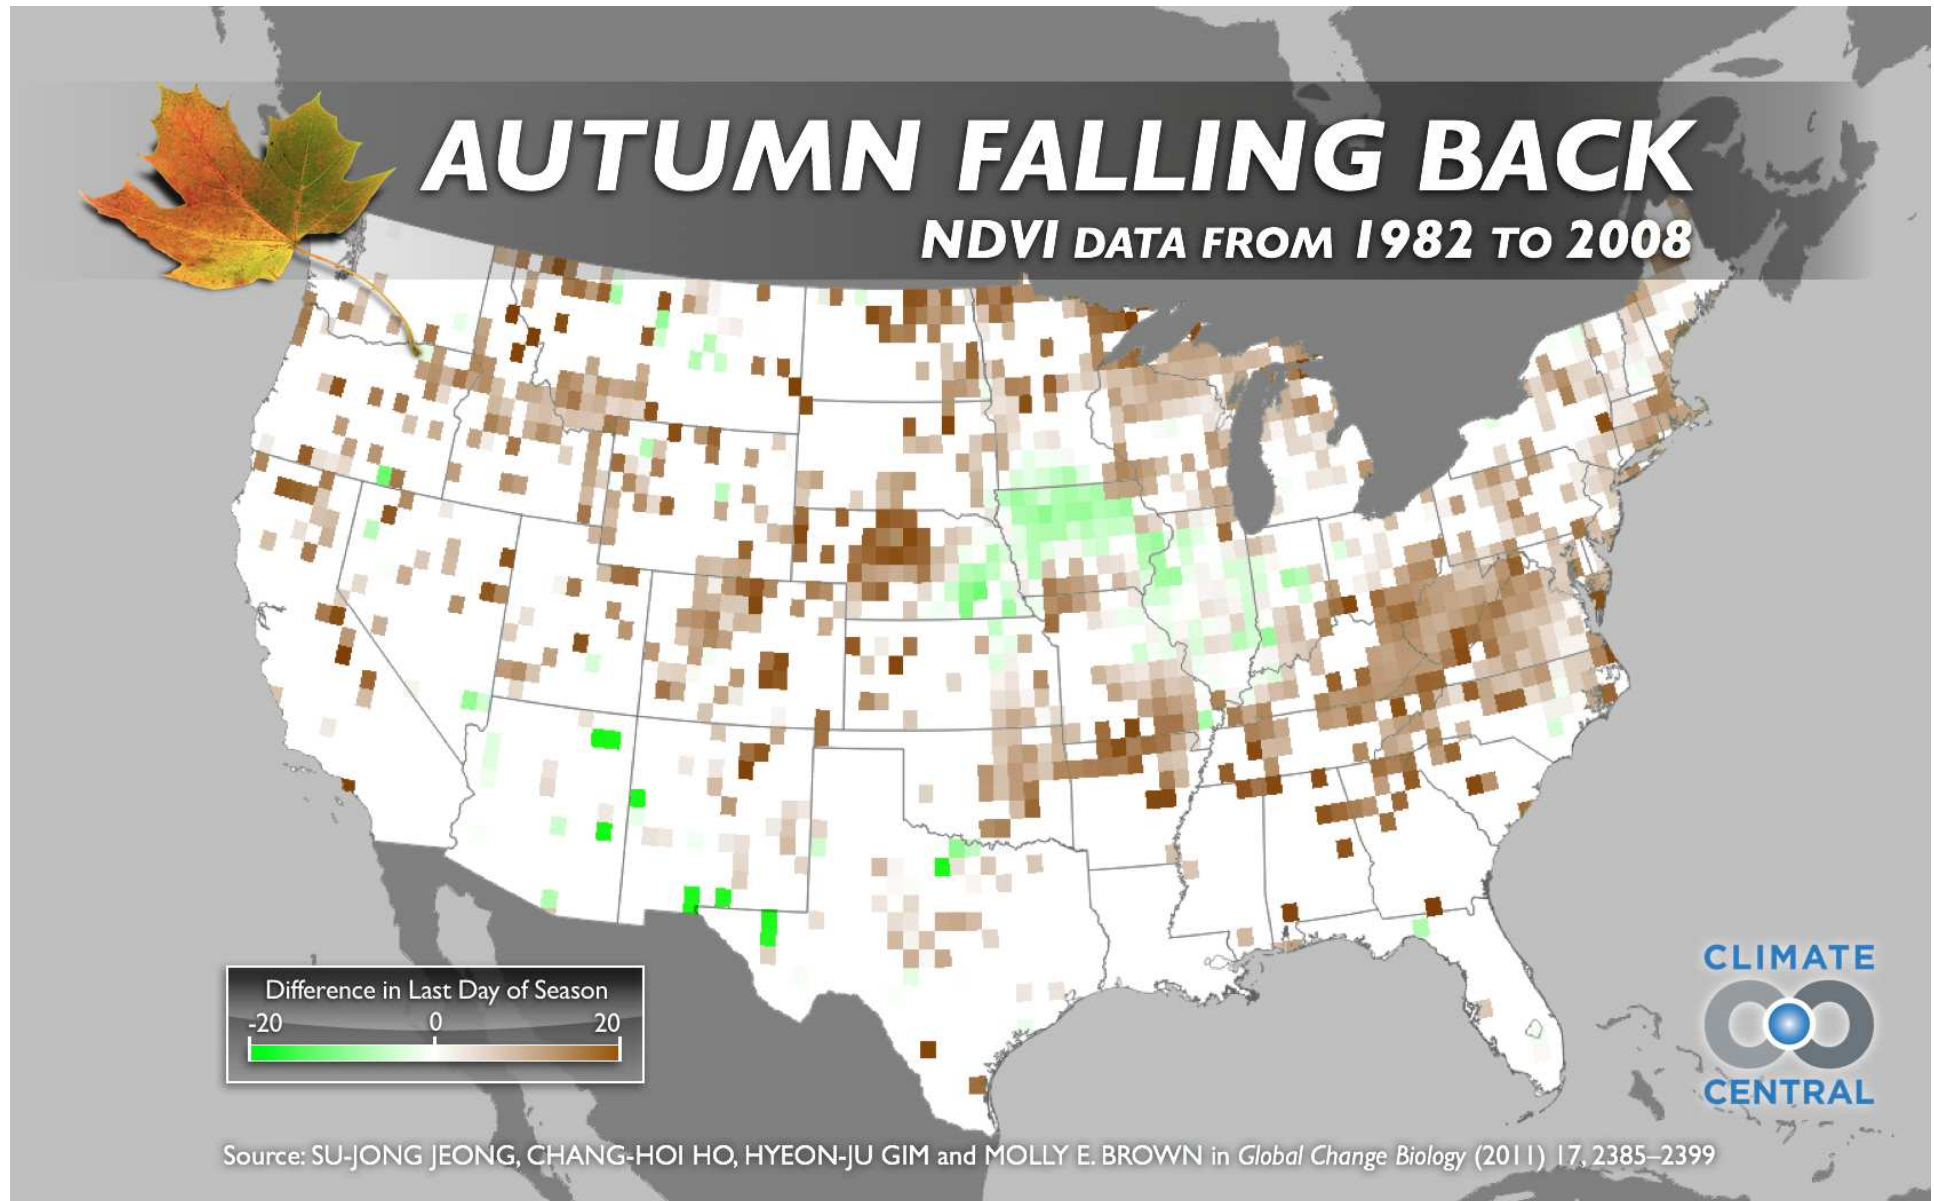 AUTUMN FALLING BACK
NDVI DATA FROM 1982 TO 2008
Difference in Last Day of Season
-20 0 20
CLIMATE
CENTRAL
Source: SU-JONG JEONG, CHANG-HOI HO, HYEON-JU GIM and MOLLY E. BROWN in Global Change Biology (2011) 17, 2385–2399